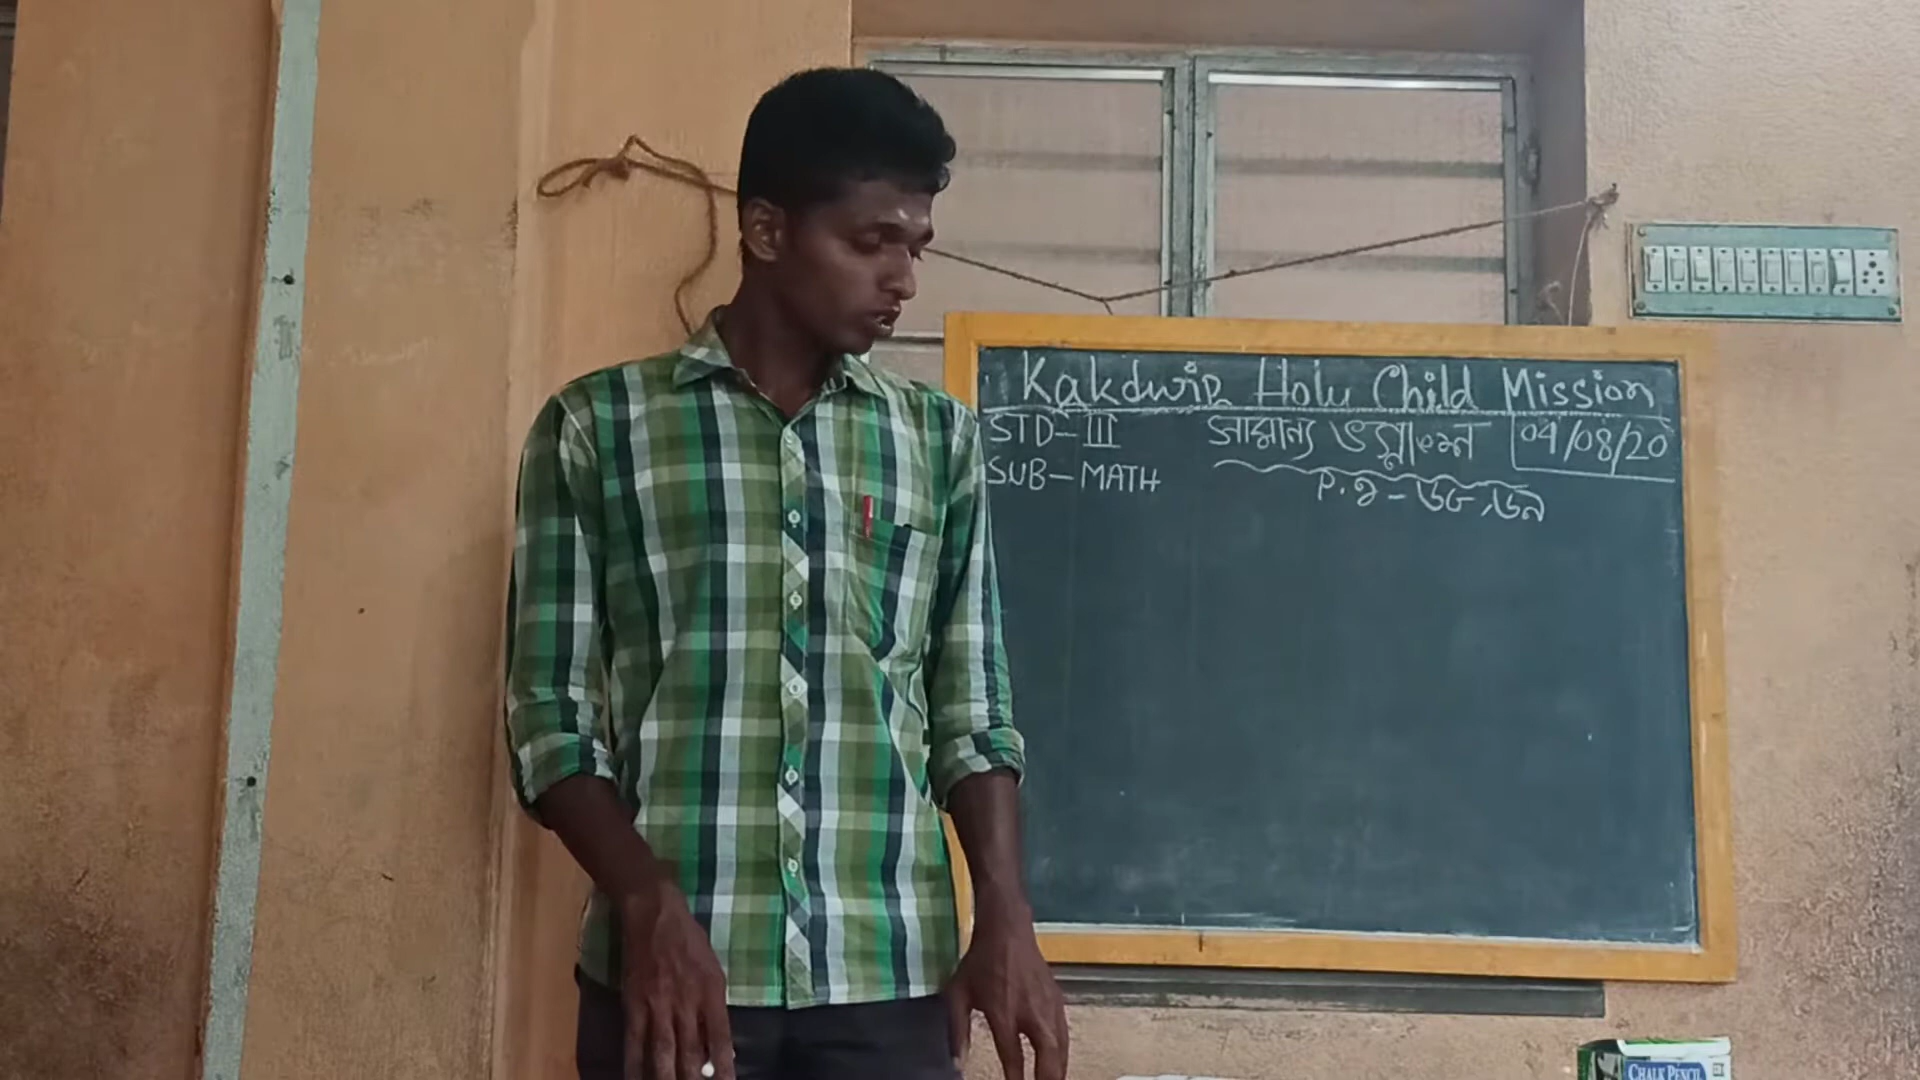 Kakdwip Holy Child Mission
STD-III সামান্য ভগ্নাংশ 04/08/20
SUB-MATH P.J - ৬৮,৬৯
CHALK PENCIL